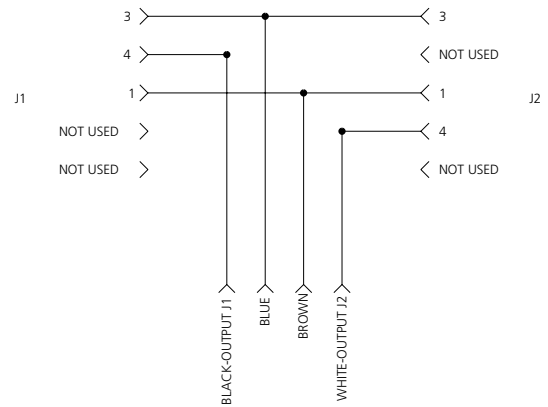 3 3
4 NOT USED
J1 1 1 J2
NOT USED 4
NOT USED NOT USED
BLACK-OUTPUT J1
BLUE
BROWN
WHITE-OUTPUT J2